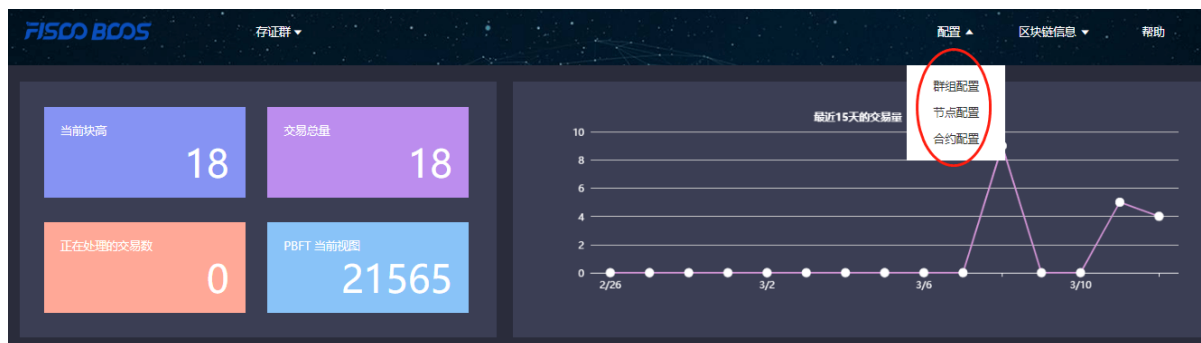 FISCO BCOS 存证群▼ 配置▲ 区块链信息▼ 帮助
群组配置
节点配置
合约配置
当前块高
18
交易总量
18
正在处理的交易数
0
PBFT 当前视图
21565
最近15天的交易量
10
8
6
4
2
0
2/26 3/2 3/6 3/10